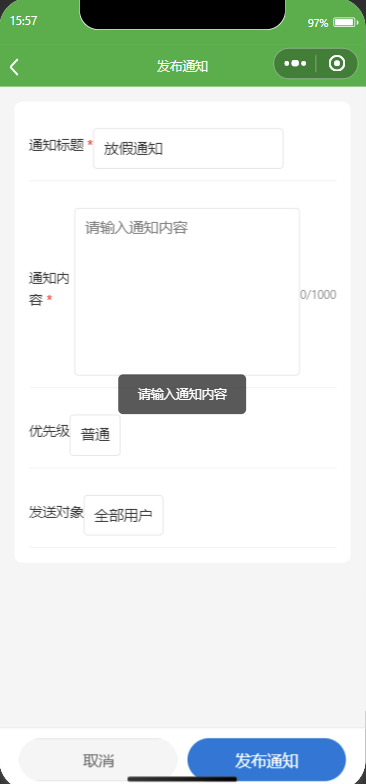 15:57
97%
发布通知
通知标题 *
放假通知
请输入通知内容
通知内
容 *
0/1000
请输入通知内容
优先级
普通
发送对象
全部用户
取消
发布通知